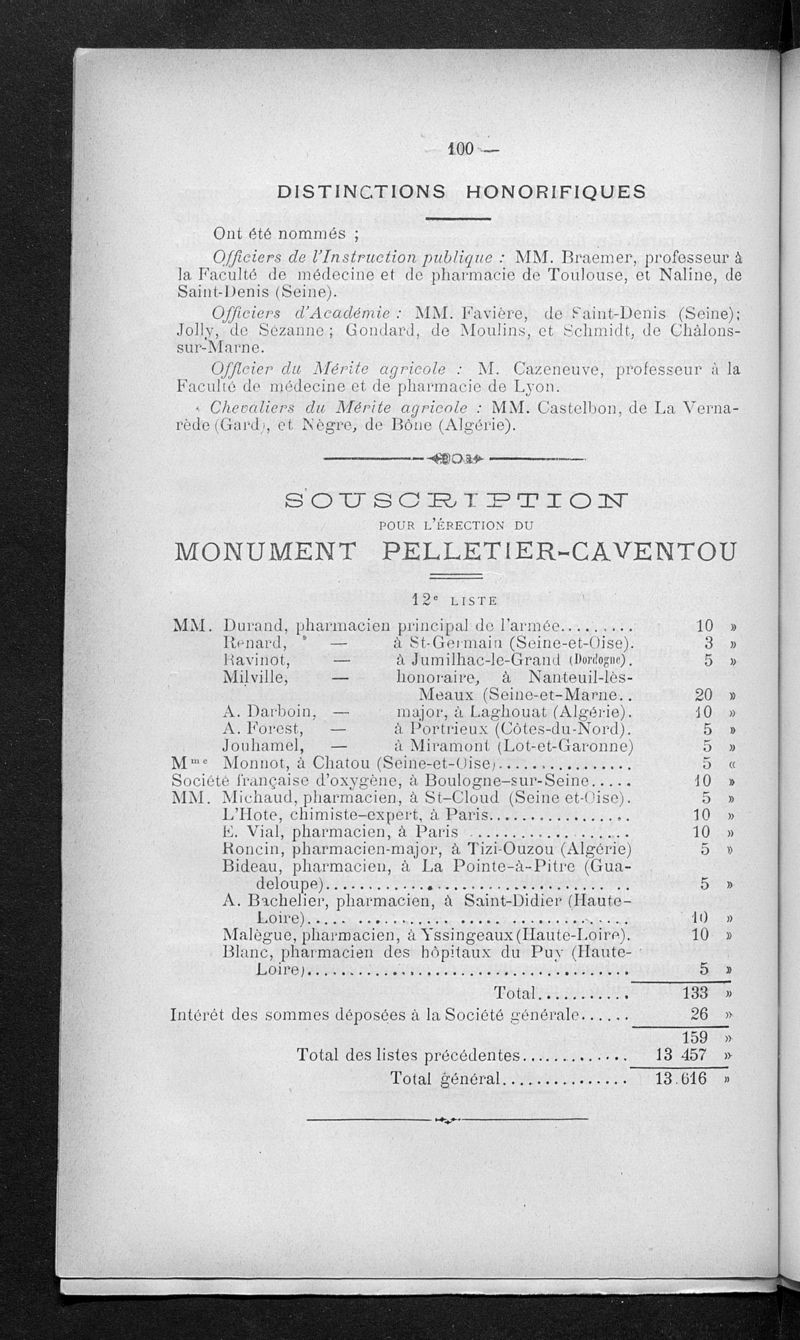 100 —
DISTINCTIONS HONORIFIQUES
Ont été nommés ;
Officiers de l'Instruction publique : MM. Braemer, professeur à
la Faculté de médecine et de pharmacie de Toulouse, et Naline, de
Saint-Denis (Seine).
Officiers d'Académie : MM. Favière, de Saint-Denis (Seine);
Jolly, de Sézanne ; Gondard, de Moulins, et Schmidt, de Châlons-
sur-Marne.
Officier du Mérite agricole : M. Cazeneuve, professeur à la
Faculté de médecine et de pharmacie de Lyon.
Chevaliers du Mérite agricole : MM. Castelbon, de La Verna-
rède (Gard), et Nègre, de Bône (Algérie).
SOUSCRIPTION
POUR L'ÉRECTION DU
MONUMENT PELLETIER-CAVENTOU
12e LISTE
MM. Durand, pharmacien principal de l'armée......... 10 »
Renard, — à St-Germain (Seine-et-Oise). 3 »
Ravinot, — à Jumilhac-le-Grand (Dordogne). 5 »
Milville, — honoraire, à Nanteuil-lès-
Meaux (Seine-et-Marne.. 20 »
A. Darboin, — major, à Laghouat (Algérie). 10 »
A. Forest, — à Portrieux (Côtes-du-Nord). 5 »
Jouhamel, — à Miramont (Lot-et-Garonne) 5 »
Mme Monnot, à Chatou (Seine-et-Oise)................ 5 «
Société française d'oxygène, à Boulogne-sur-Seine..... 10 »
MM. Michaud, pharmacien, à St-Cloud (Seine et-Oise). 5 »
L'Hote, chimiste-expert, à Paris................ 10 »
E. Vial, pharmacien, à Paris .................. 10 »
Roncin, pharmacien-major, à Tizi-Ouzou (Algérie) 5 »
Bideau, pharmacien, à La Pointe-à-Pitre (Gua-
deloupe).................................... 5 »
A. Bachelier, pharmacien, à Saint-Didier (Haute-
Loire)...................................... 10 »
Malègue, pharmacien, à Yssingeaux (Haute-Loire). 10 »
Blanc, pharmacien des hôpitaux du Puy (Haute-
Loire)...................................... 5 »
Total........... 133 »
Intérêt des sommes déposées à la Société générale...... 26 »
159 »
Total des listes précédentes............. 13 457 »
Total général............... 13.616 »